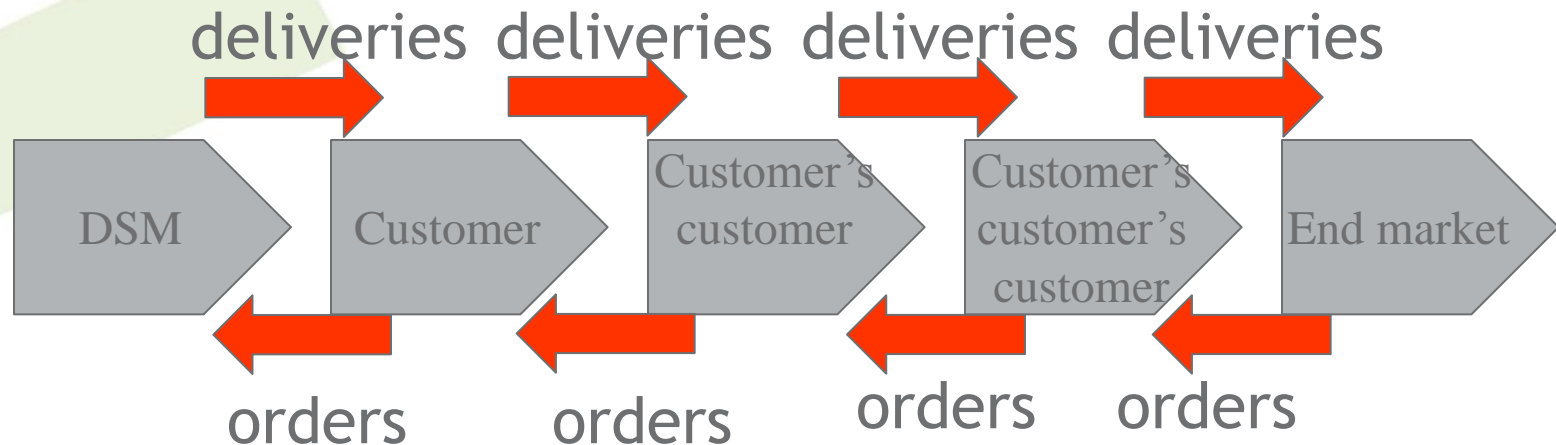 deliveries deliveries deliveries deliveries
DSM
Customer
Customer’s
customer
Customer’s
customer’s
customer
End market
orders orders orders orders